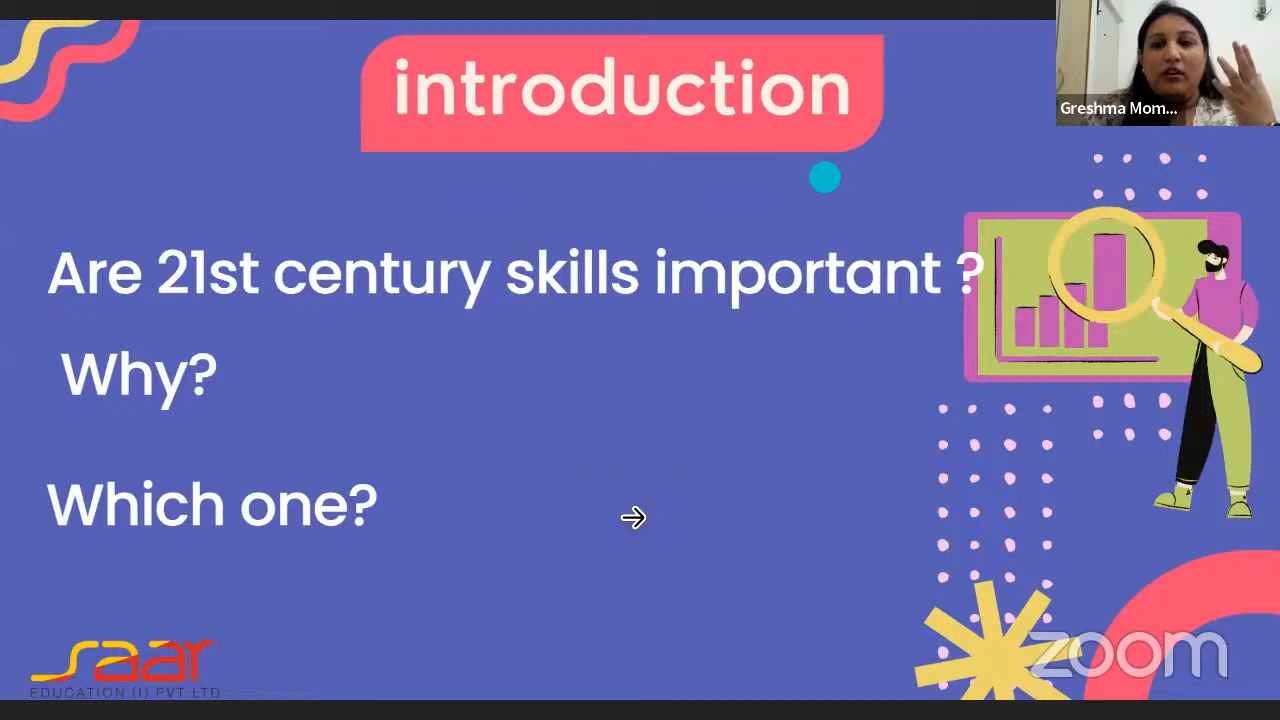 introduction
Greshma Mom...
Are 21st century skills important ?
Why?
Which one?
saar
EDUCATION (I) PVT LTD
zoom